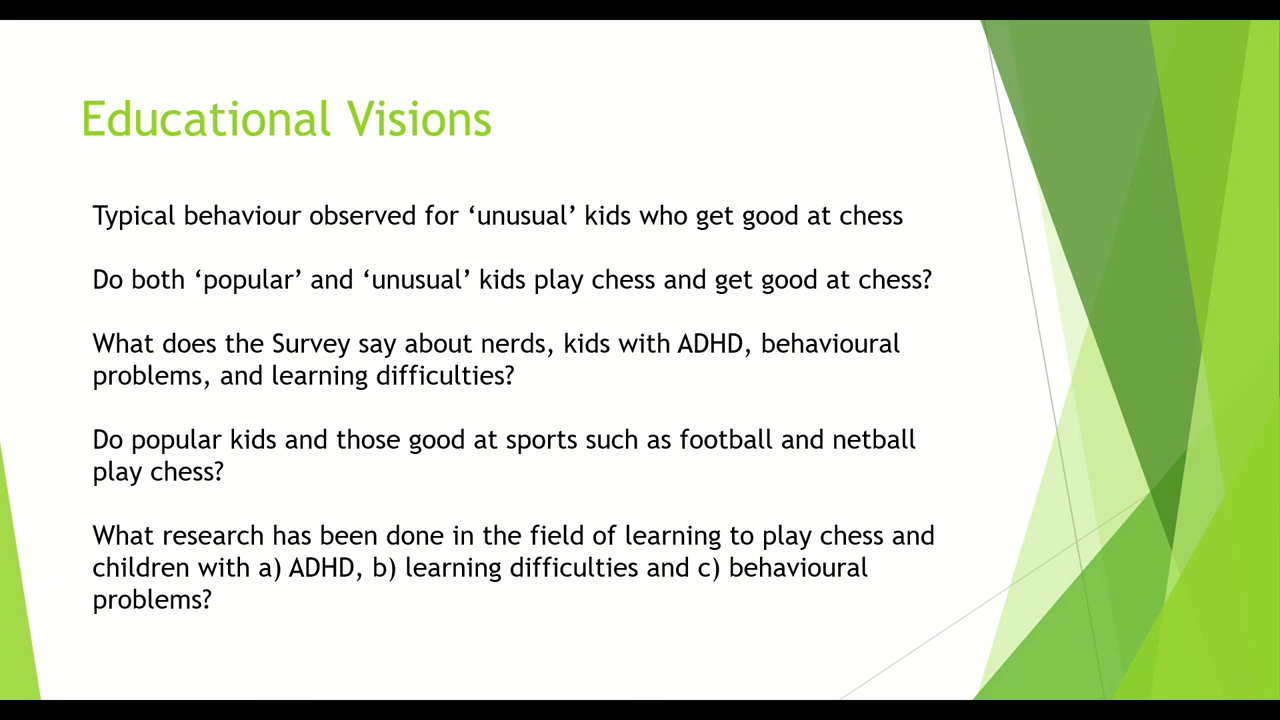 Educational Visions
Typical behaviour observed for ‘unusual’ kids who get good at chess
Do both ‘popular’ and ‘unusual’ kids play chess and get good at chess?
What does the Survey say about nerds, kids with ADHD, behavioural
problems, and learning difficulties?
Do popular kids and those good at sports such as football and netball
play chess?
What research has been done in the field of learning to play chess and
children with a) ADHD, b) learning difficulties and c) behavioural
problems?